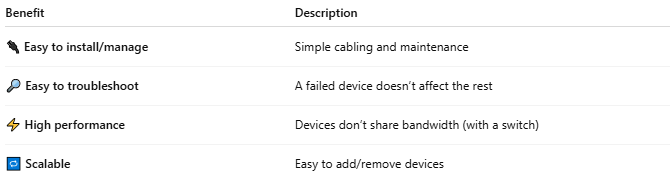 Benefit Description
🔌 Easy to install/manage Simple cabling and maintenance
🔎 Easy to troubleshoot A failed device doesn't affect the rest
⚡ High performance Devices don't share bandwidth (with a switch)
🔁 Scalable Easy to add/remove devices